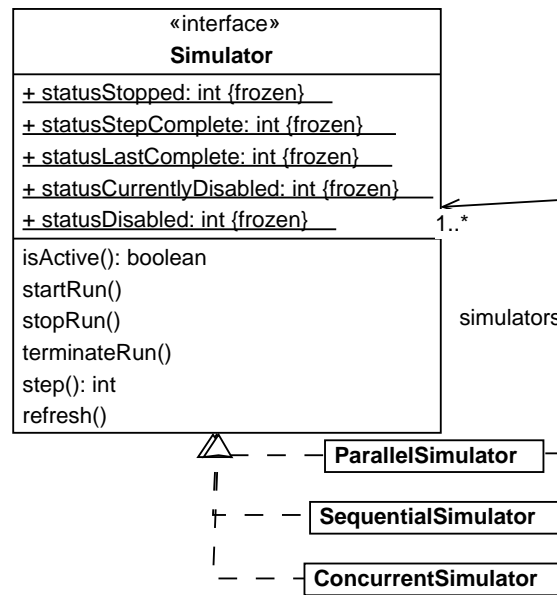 «interface»
Simulator
+ statusStopped: int {frozen}
+ statusStepComplete: int {frozen}
+ statusLastComplete: int {frozen}
+ statusCurrentlyDisabled: int {frozen}
+ statusDisabled: int {frozen}
1..*
isActive(): boolean
startRun()
stopRun()
simulators
terminateRun()
step(): int
refresh()
ParallelSimulator
SequentialSimulator
ConcurrentSimulator